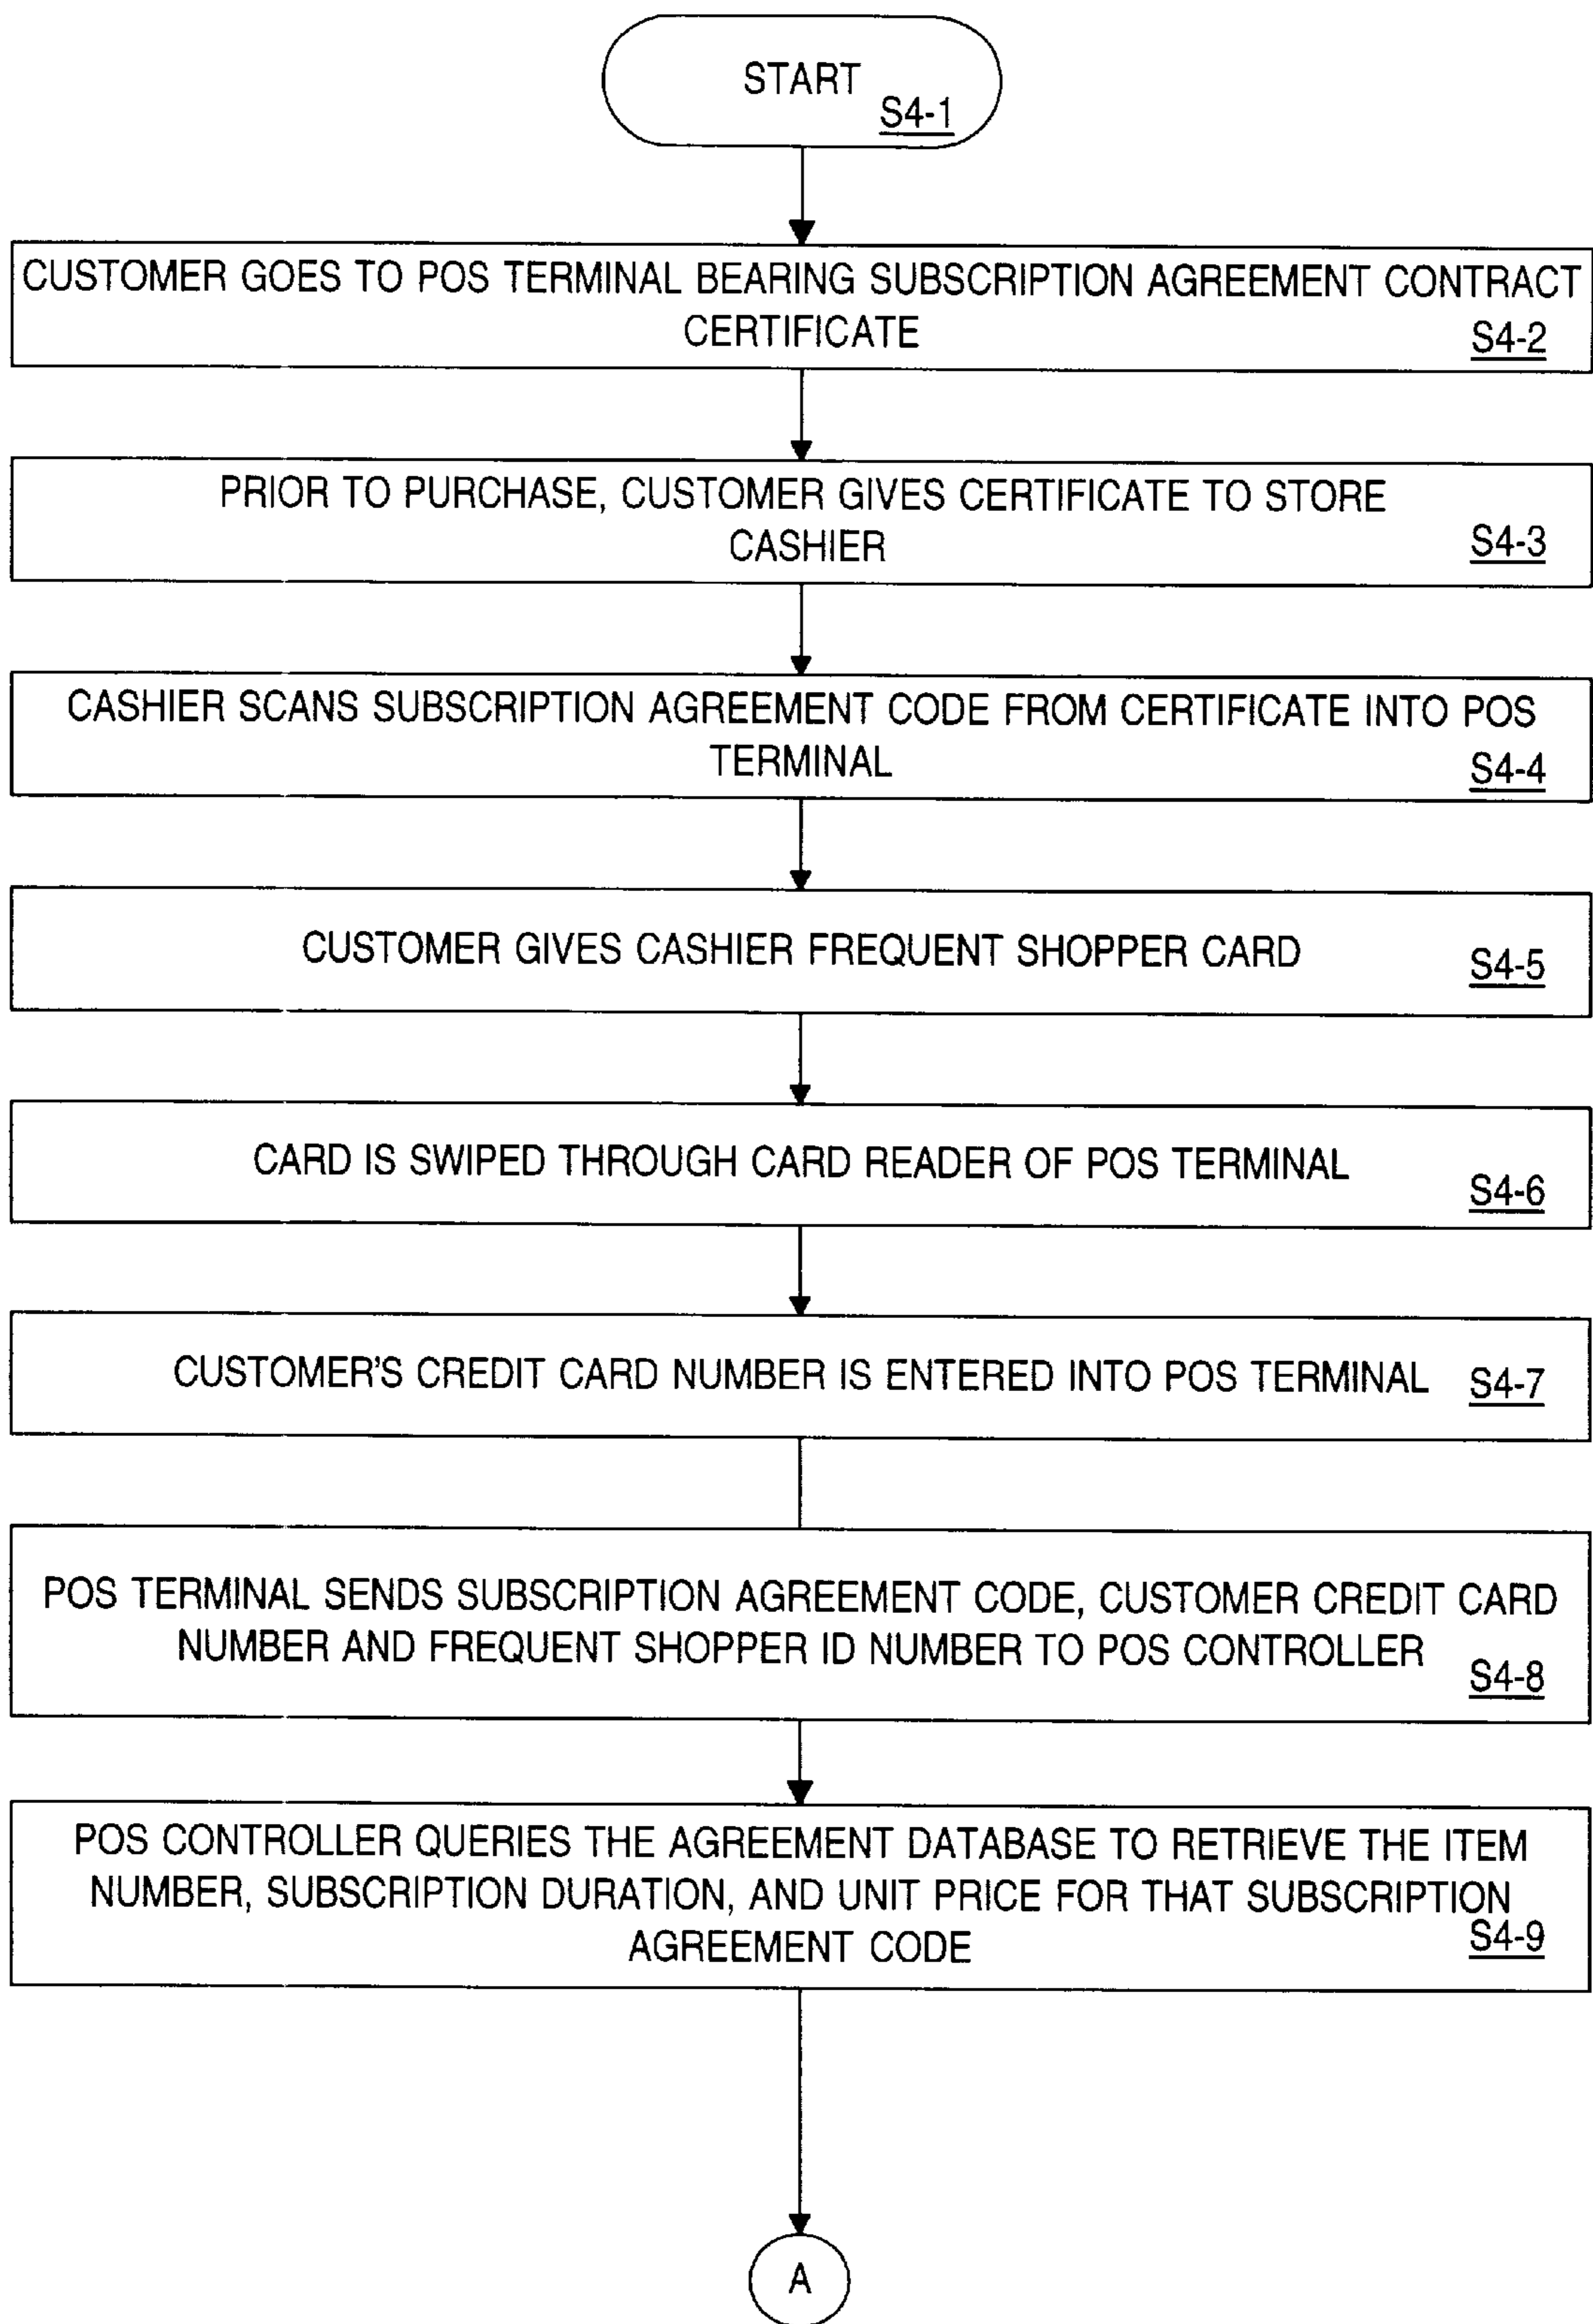 START
S4-1
CUSTOMER GOES TO POS TERMINAL BEARING SUBSCRIPTION AGREEMENT CONTRACT
CERTIFICATE
S4-2
PRIOR TO PURCHASE, CUSTOMER GIVES CERTIFICATE TO STORE
CASHIER
S4-3
CASHIER SCANS SUBSCRIPTION AGREEMENT CODE FROM CERTIFICATE INTO POS
TERMINAL
S4-4
CUSTOMER GIVES CASHIER FREQUENT SHOPPER CARD
S4-5
CARD IS SWIPED THROUGH CARD READER OF POS TERMINAL
S4-6
CUSTOMER'S CREDIT CARD NUMBER IS ENTERED INTO POS TERMINAL
S4-7
POS TERMINAL SENDS SUBSCRIPTION AGREEMENT CODE, CUSTOMER CREDIT CARD
NUMBER AND FREQUENT SHOPPER ID NUMBER TO POS CONTROLLER
S4-8
POS CONTROLLER QUERIES THE AGREEMENT DATABASE TO RETRIEVE THE ITEM
NUMBER, SUBSCRIPTION DURATION, AND UNIT PRICE FOR THAT SUBSCRIPTION
AGREEMENT CODE
S4-9
A